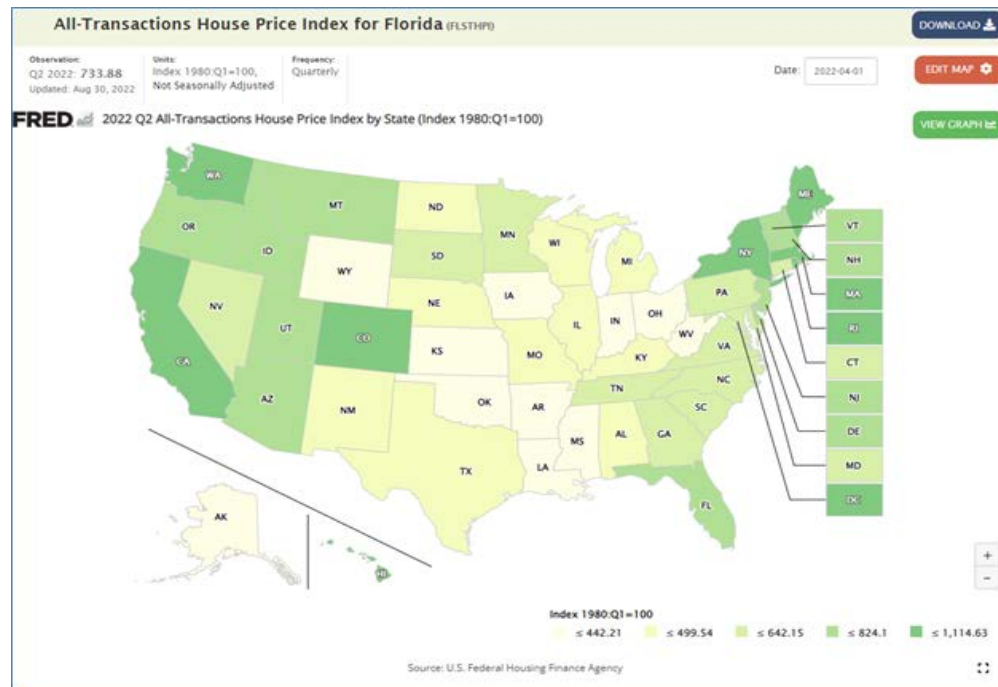 All-Transactions House Price Index for Florida (FLSTHPI)
DOWNLOAD
Observation:
Q2 2022: 733.88
Updated: Aug 30, 2022
Units:
Index 1980:Q1=100,
Not Seasonally Adjusted
Frequency:
Quarterly
Date: 2022-04-01
EDIT MAP
FRED 2022 Q2 All-Transactions House Price Index by State (Index 1980:Q1=100)
VIEW GRAPH
WA
ME
MT
ND
VT
OR
MN
ID
SD
WI
NY
NH
WY
MI
MA
IA
PA
NV
NE
RI
UT
IL
IN
OH
CO
WV
VA
CA
KS
MO
KY
CT
NC
TN
AZ
NM
OK
AR
SC
NJ
MS
AL
GA
DE
TX
LA
MD
FL
DC
AK
HI
+
−
Index 1980:Q1=100
≤ 442.21 ≤ 499.54 ≤ 642.15 ≤ 824.1 ≤ 1,114.63
Source: U.S. Federal Housing Finance Agency